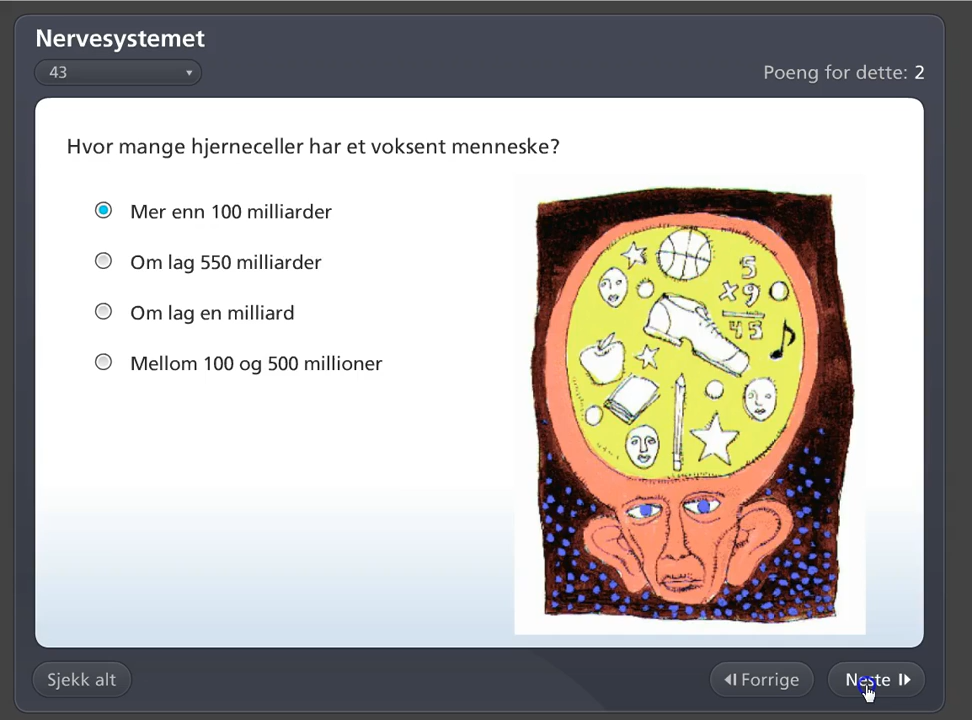 Nervesystemet
43
Poeng for dette: 2
Hvor mange hjerneceller har et voksent menneske?
Mer enn 100 milliarder
Om lag 550 milliarder
Om lag en milliard
Mellom 100 og 500 millioner
5
x9
45
Sjekk alt
Forrige
Neste